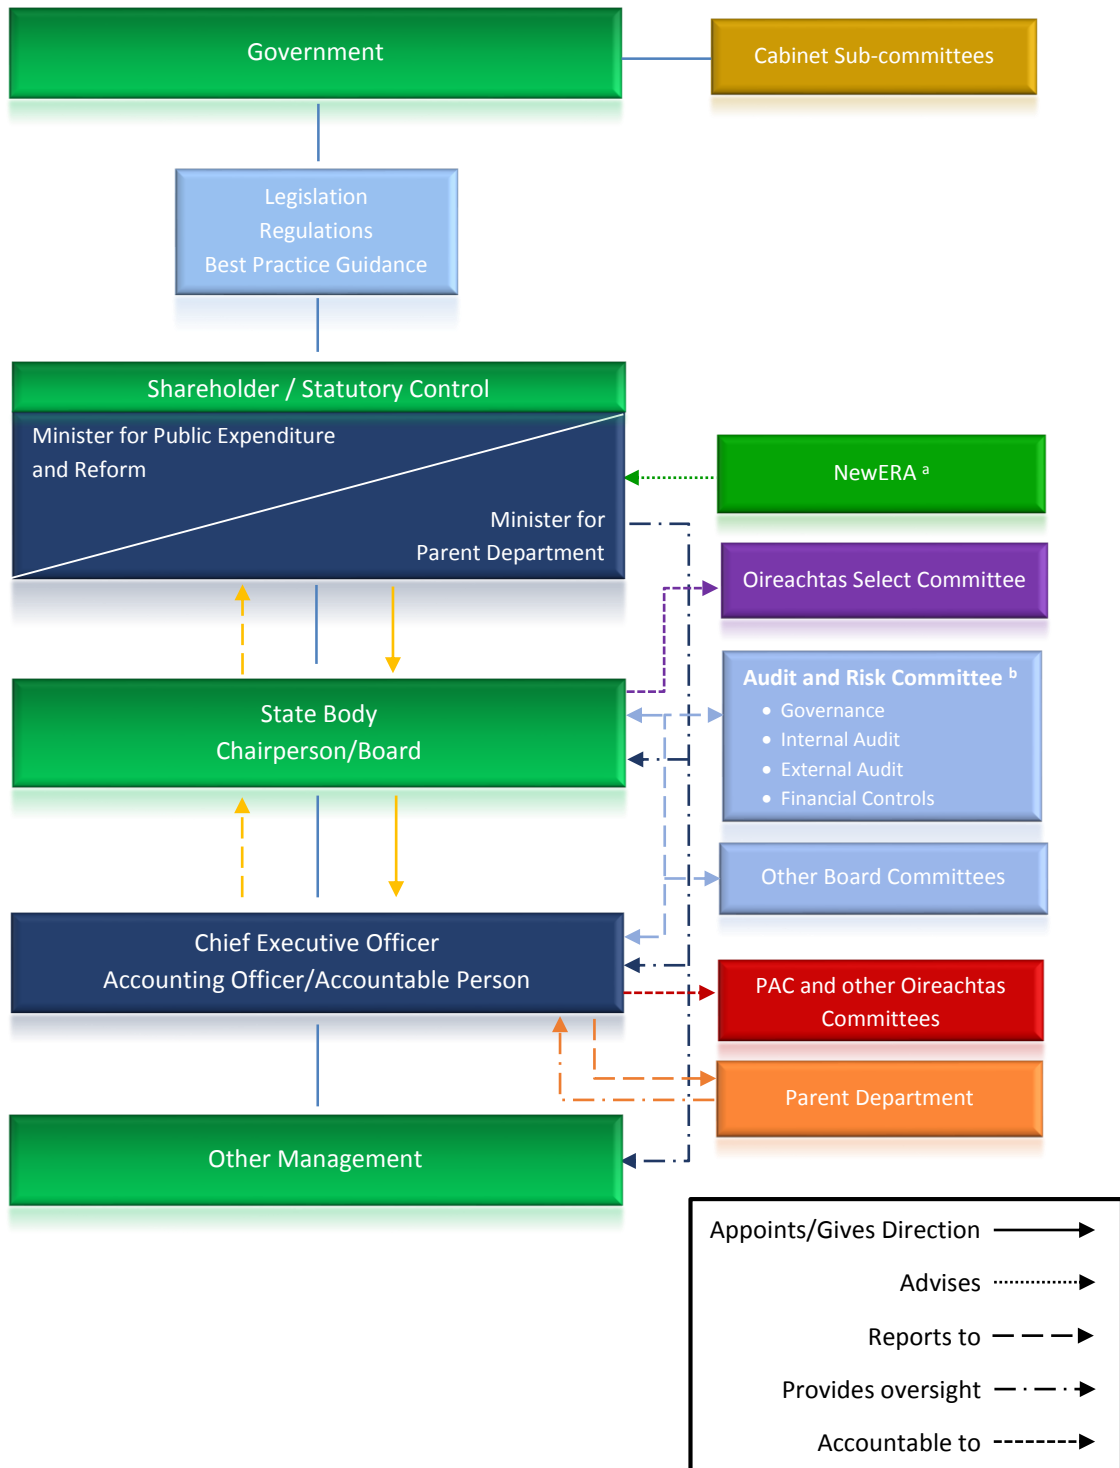 Government
Cabinet Sub-committees
Legislation
Regulations
Best Practice Guidance
Shareholder / Statutory Control
Minister for Public Expenditure
and Reform
Minister for
Parent Department
NewERA ᵃ
Oireachtas Select Committee
State Body
Chairperson/Board
Audit and Risk Committee ᵇ
• Governance
• Internal Audit
• External Audit
• Financial Controls
Other Board Committees
Chief Executive Officer
Accounting Officer/Accountable Person
PAC and other Oireachtas
Committees
Parent Department
Other Management
Appoints/Gives Direction
Advises
Reports to
Provides oversight
Accountable to